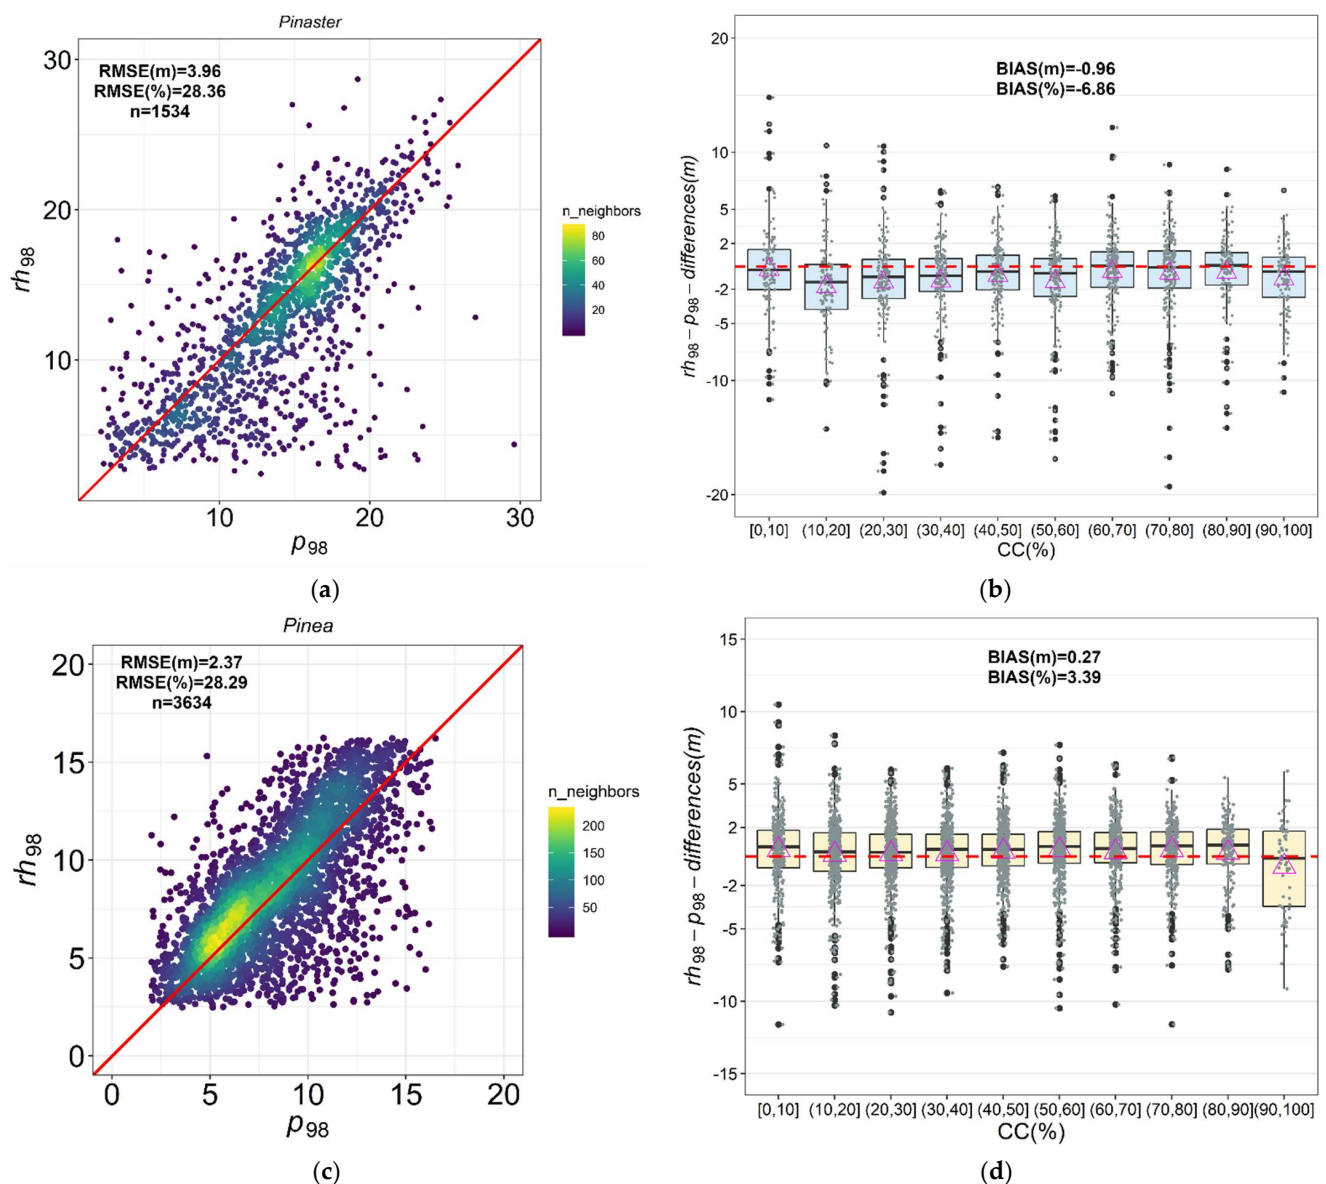 Pinaster
RMSE(m)=3.96
RMSE(%)=28.36
n=1534
30
20
10
rh98
10 20 30
p98
n_neighbors
80
60
40
20
(a)
BIAS(m)=-0.96
BIAS(%)=-6.86
20
10
5
2
-2
-5
-10
-20
rh98 – p98 – differences(m)
[0,10] (10,20] (20,30] (30,40] (40,50] (50,60] (60,70] (70,80] (80,90] (90,100]
CC(%)
(b)
Pinea
RMSE(m)=2.37
RMSE(%)=28.29
n=3634
20
15
10
5
0
rh98
0 5 10 15 20
p98
n_neighbors
200
150
100
50
(c)
BIAS(m)=0.27
BIAS(%)=3.39
15
10
5
2
-2
-5
-10
-15
rh98 – p98 – differences(m)
[0,10] (10,20] (20,30] (30,40] (40,50] (50,60] (60,70] (70,80] (80,90] (90,100]
CC(%)
(d)